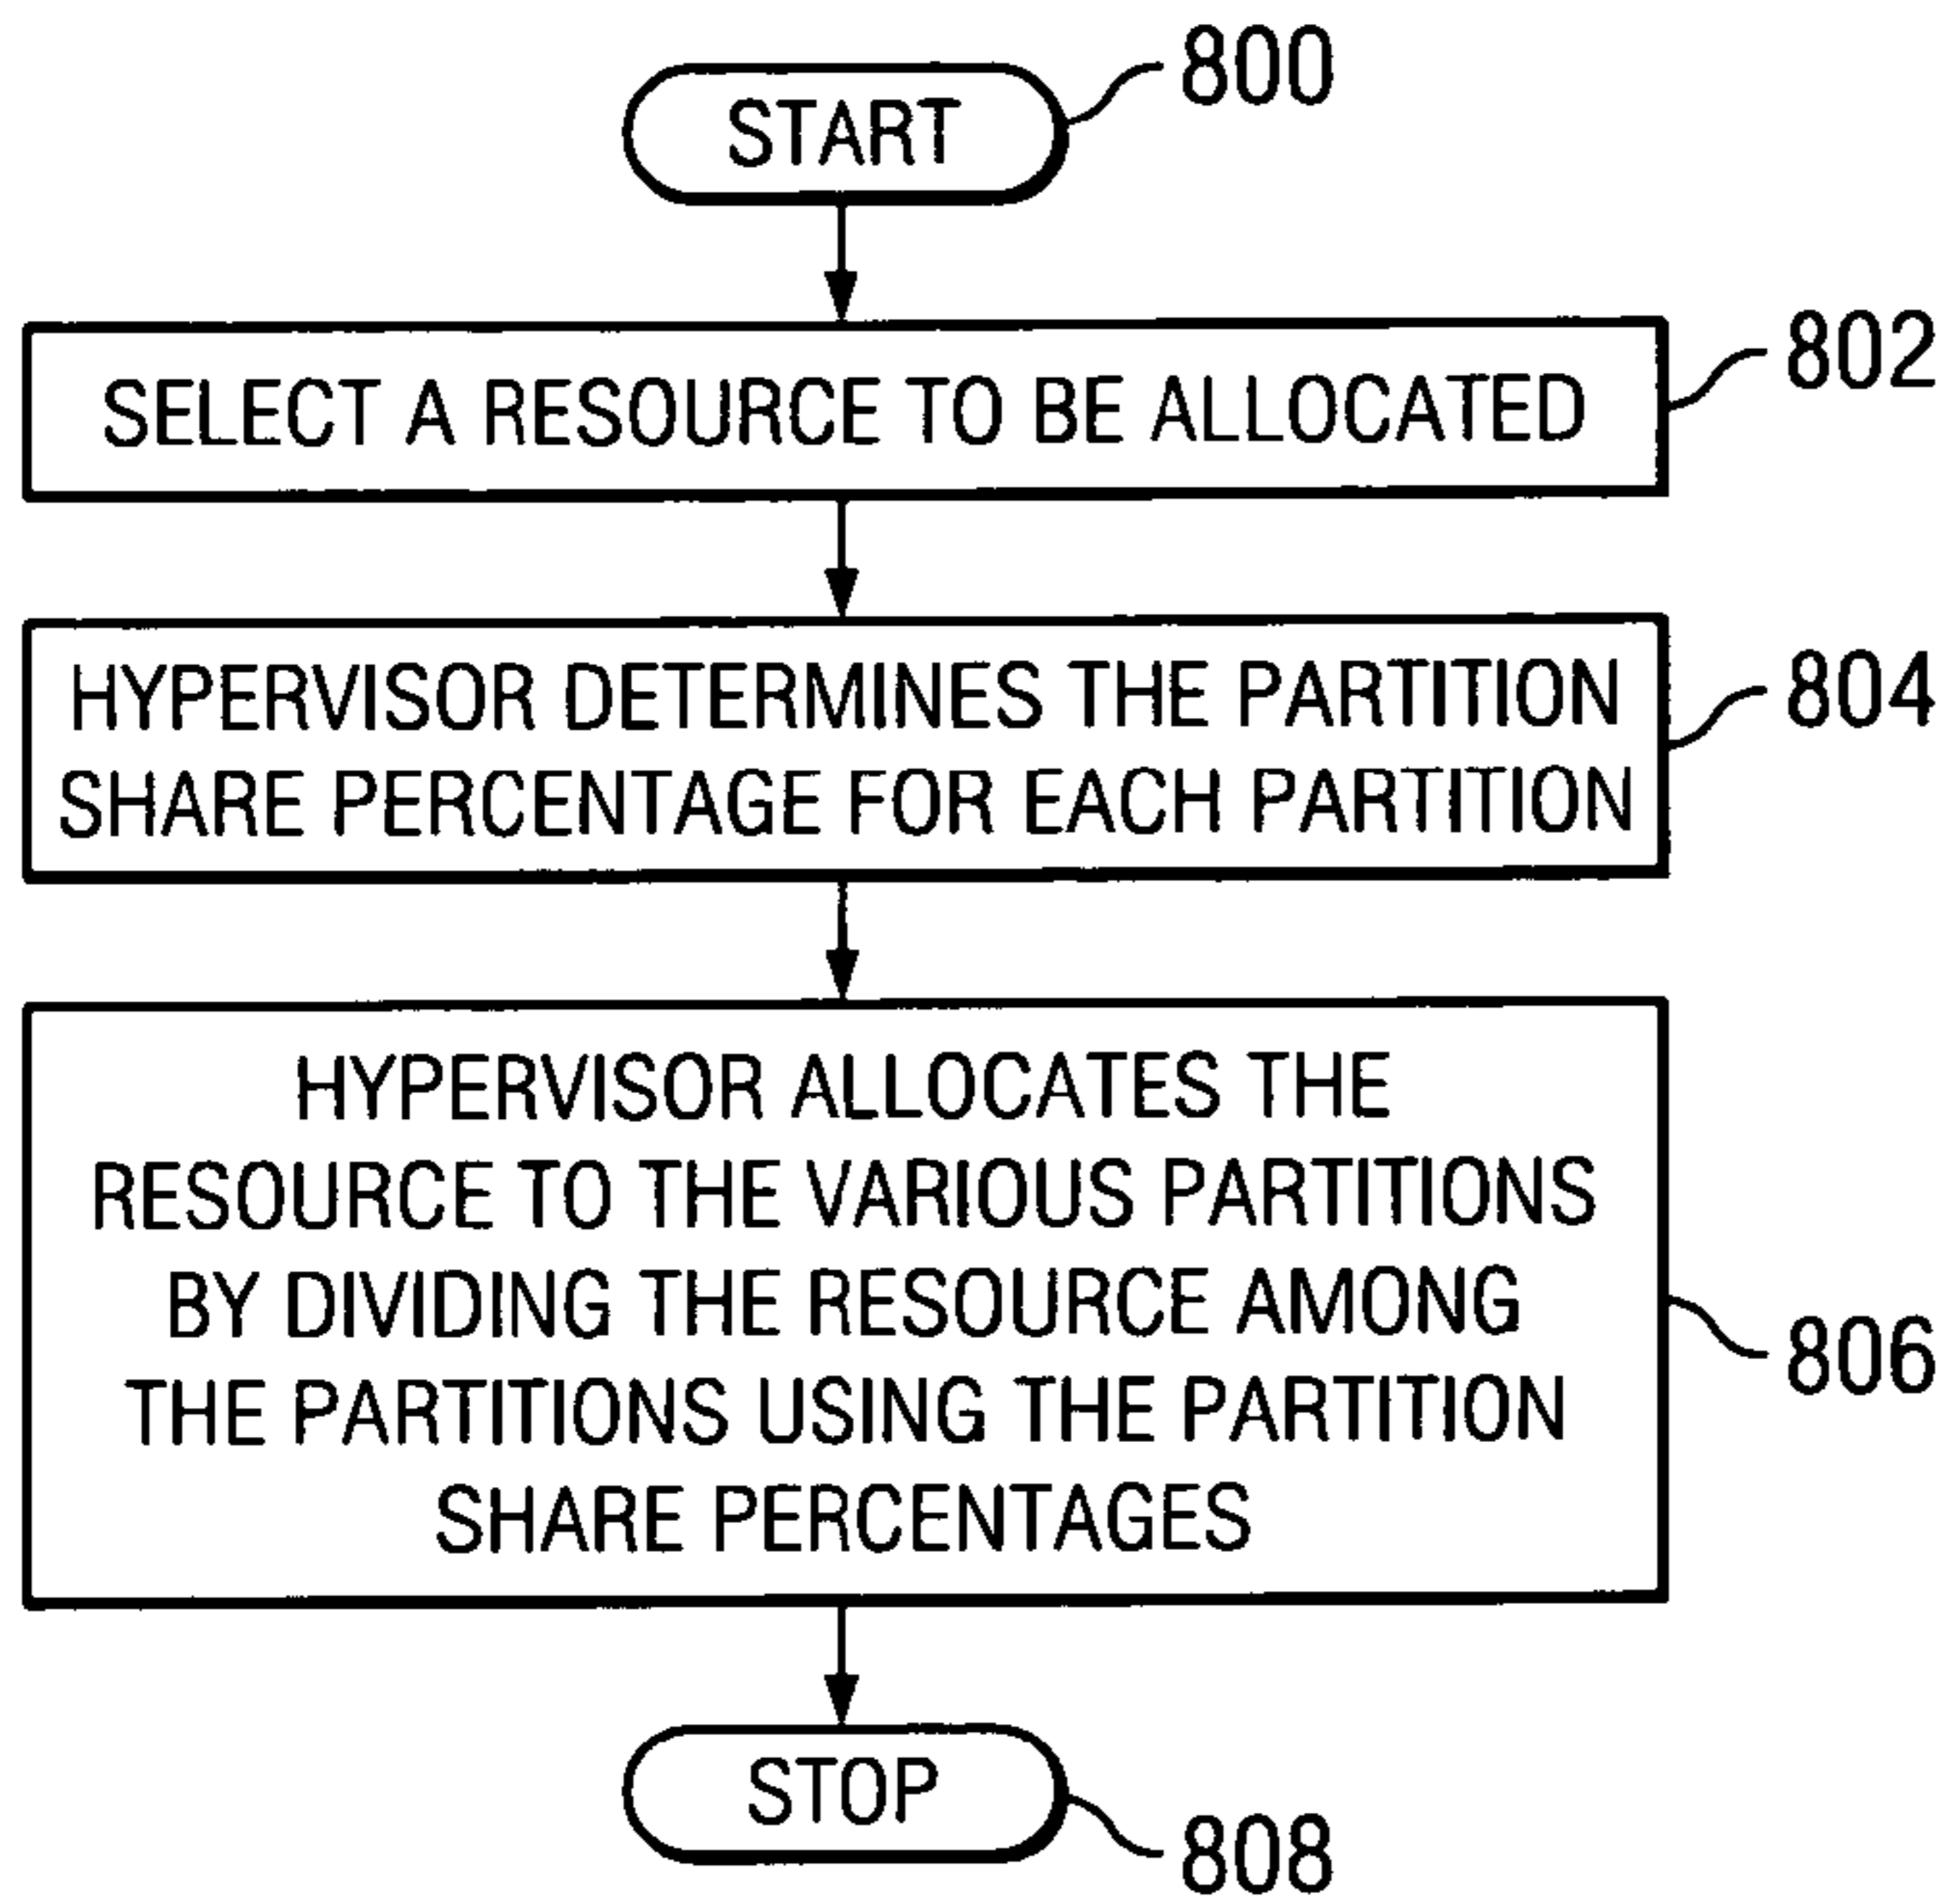 START
800
SELECT A RESOURCE TO BE ALLOCATED
802
HYPERVISOR DETERMINES THE PARTITION
SHARE PERCENTAGE FOR EACH PARTITION
804
HYPERVISOR ALLOCATES THE
RESOURCE TO THE VARIOUS PARTITIONS
BY DIVIDING THE RESOURCE AMONG
THE PARTITIONS USING THE PARTITION
SHARE PERCENTAGES
806
STOP
808